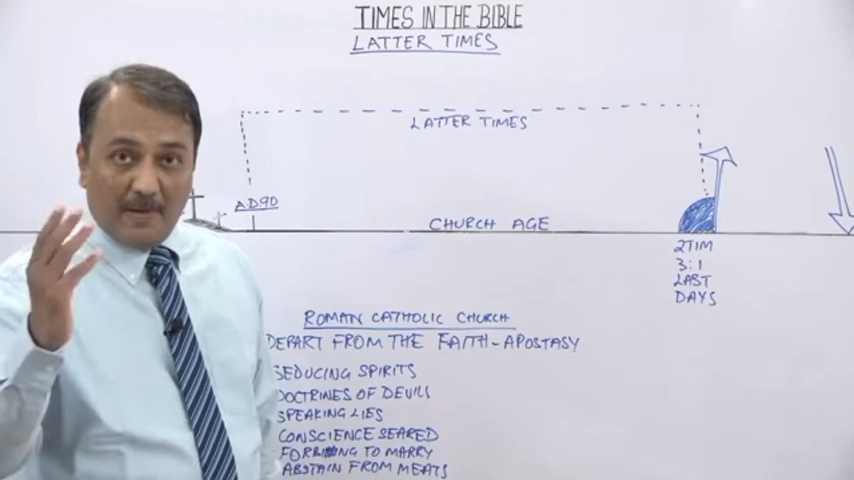 TIMES IN THE BIBLE
LATTER TIMES
LATTER TIMES
AD90
CHURCH AGE
2TIM
3:1
LAST
DAYS
ROMAN CATHOLIC CHURCH
DEPART FROM THE FAITH-APOSTASY
SEDUCING SPIRITS
DOCTRINES OF DEVILS
SPEAKING LIES
CONSCIENCE SEARED
TO MARRY
ABSTAIN FROM MEATS